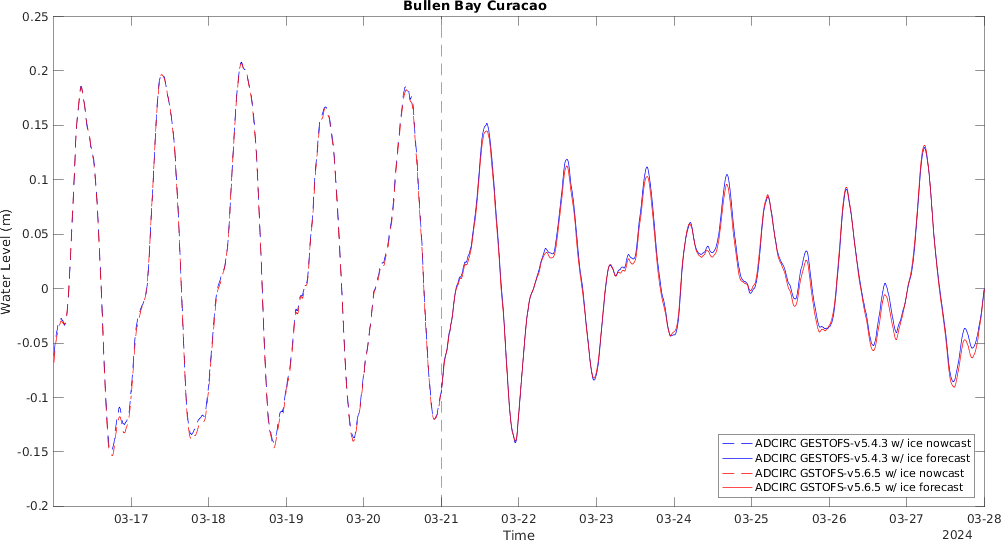 Bullen Bay Curacao
0.25
0.2
0.15
0.1
0.05
0
-0.05
-0.1
-0.15
-0.2
Water Level (m)
ADCIRC GESTOFS-v5.4.3 w/ ice nowcast
ADCIRC GESTOFS-v5.4.3 w/ ice forecast
ADCIRC GSTOFS-v5.6.5 w/ ice nowcast
ADCIRC GSTOFS-v5.6.5 w/ ice forecast
03-17 03-18 03-19 03-20 03-21 03-22 03-23 03-24 03-25 03-26 03-27 03-28
Time
2024